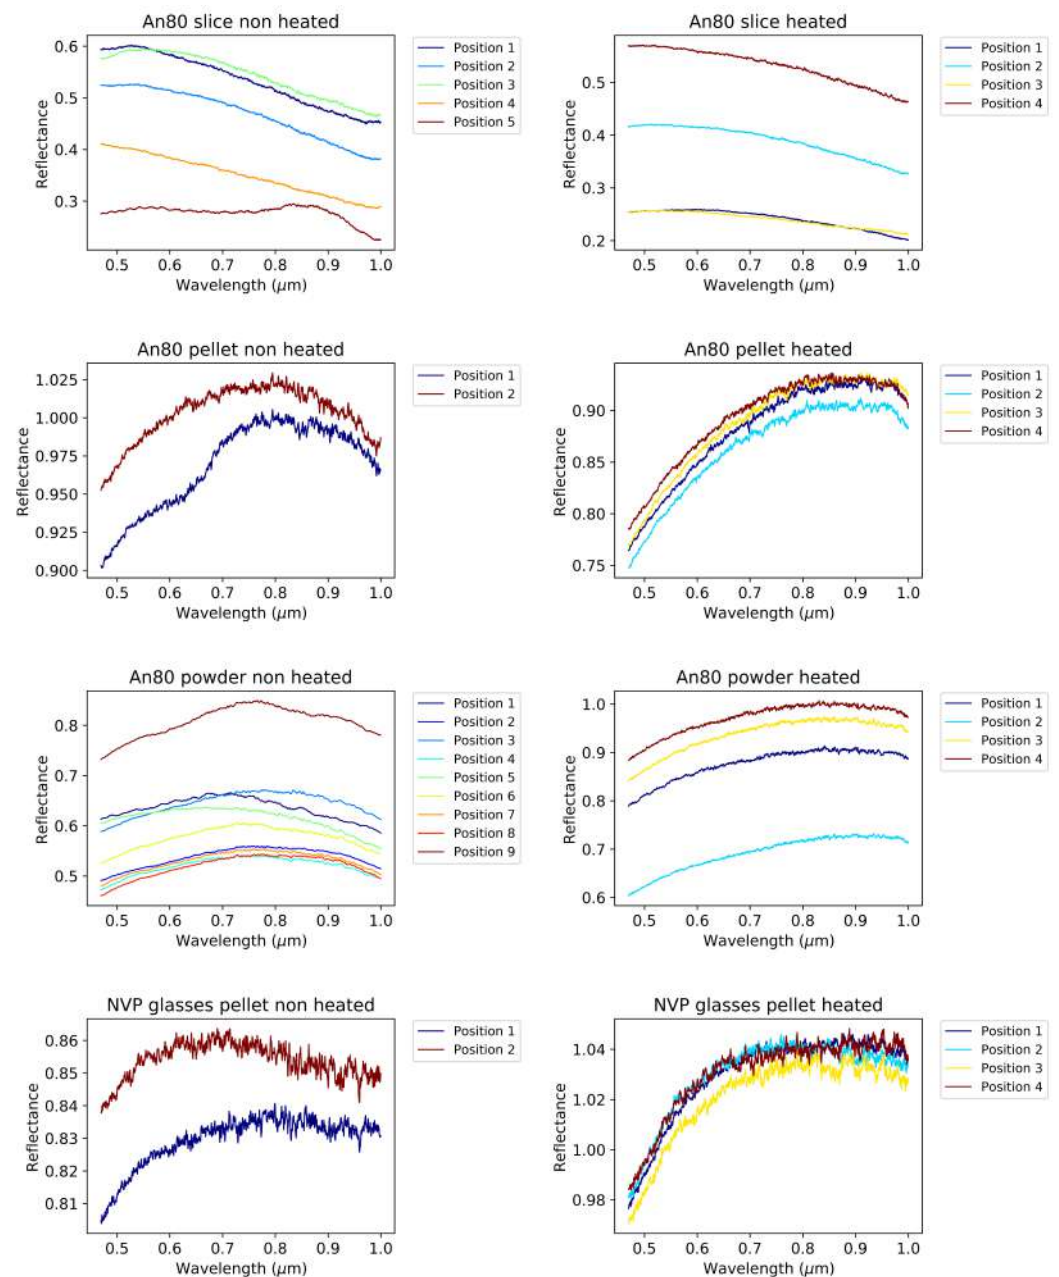 An80 slice non heated
0.6
0.5
0.4
0.3
Reflectance
0.5 0.6 0.7 0.8 0.9 1.0
Wavelength (μm)
Position 1
Position 2
Position 3
Position 4
Position 5
An80 slice heated
0.5
0.4
0.3
0.2
Reflectance
0.5 0.6 0.7 0.8 0.9 1.0
Wavelength (μm)
Position 1
Position 2
Position 3
Position 4
An80 pellet non heated
1.025
1.000
0.975
0.950
0.925
0.900
Reflectance
0.5 0.6 0.7 0.8 0.9 1.0
Wavelength (μm)
Position 1
Position 2
An80 pellet heated
0.90
0.85
0.80
0.75
Reflectance
0.5 0.6 0.7 0.8 0.9 1.0
Wavelength (μm)
Position 1
Position 2
Position 3
Position 4
An80 powder non heated
0.8
0.7
0.6
0.5
Reflectance
0.5 0.6 0.7 0.8 0.9 1.0
Wavelength (μm)
Position 1
Position 2
Position 3
Position 4
Position 5
Position 6
Position 7
Position 8
Position 9
An80 powder heated
1.0
0.9
0.8
0.7
0.6
Reflectance
0.5 0.6 0.7 0.8 0.9 1.0
Wavelength (μm)
Position 1
Position 2
Position 3
Position 4
NVP glasses pellet non heated
0.86
0.85
0.84
0.83
0.82
0.81
Reflectance
0.5 0.6 0.7 0.8 0.9 1.0
Wavelength (μm)
Position 1
Position 2
NVP glasses pellet heated
1.04
1.02
1.00
0.98
Reflectance
0.5 0.6 0.7 0.8 0.9 1.0
Wavelength (μm)
Position 1
Position 2
Position 3
Position 4